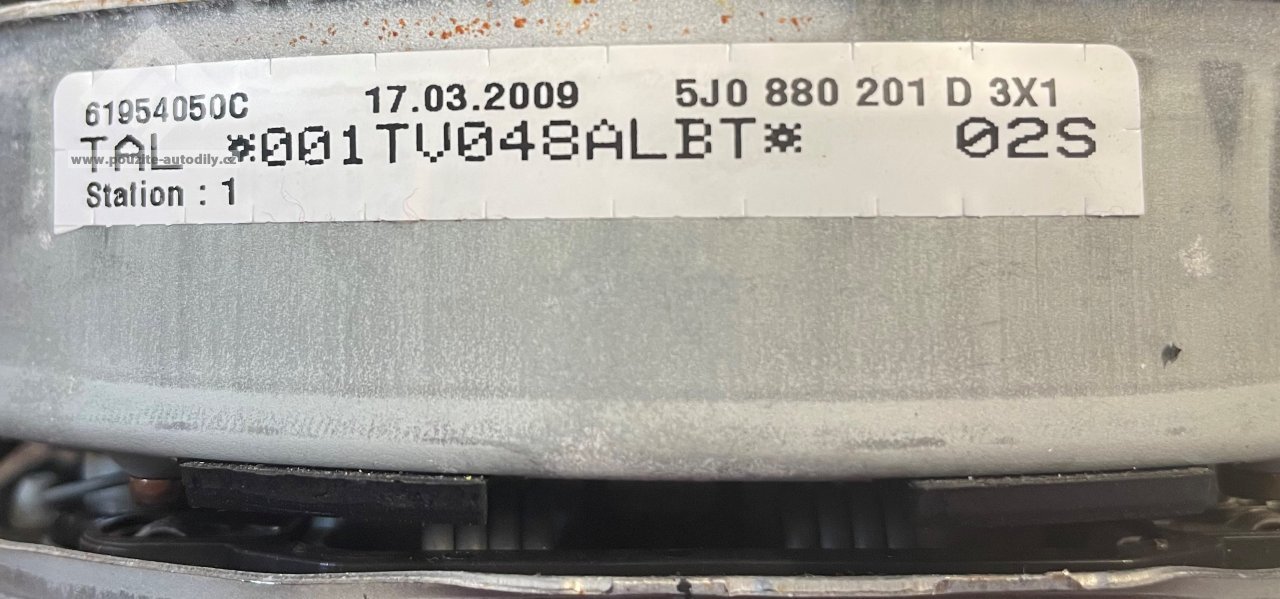 61954050C 17.03.2009 5J0 880 201 D 3X1
TAL *001TV048ALBT* 02S
www.pouzite-autodily.cz
Station : 1